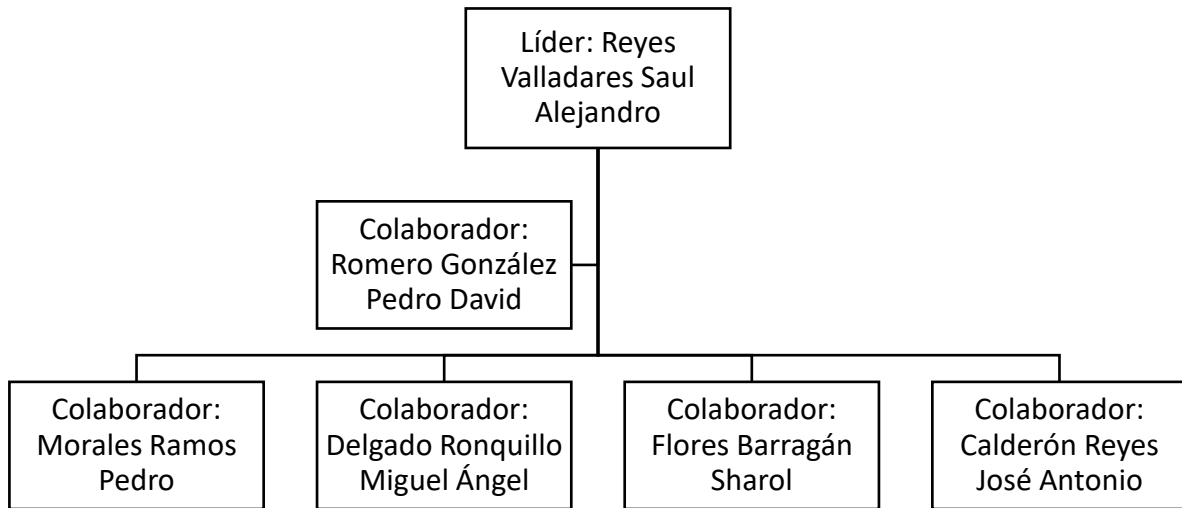 Líder: Reyes
Valladares Saul
Alejandro
Colaborador:
Romero González
Pedro David
Colaborador:
Morales Ramos
Pedro
Colaborador:
Delgado Ronquillo
Miguel Ángel
Colaborador:
Flores Barragán
Sharol
Colaborador:
Calderón Reyes
José Antonio